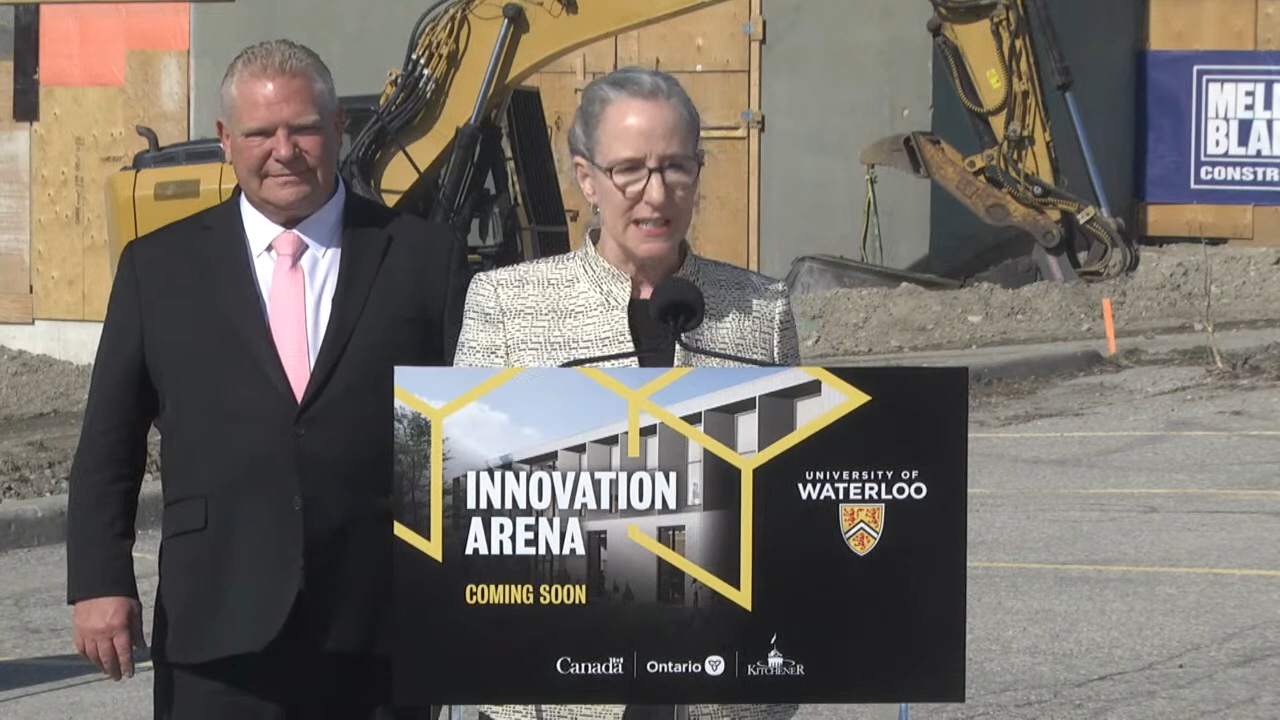 MEL
BLA
CONSTR
INNOVATION
ARENA
COMING SOON
UNIVERSITY OF
WATERLOO
Canada
Ontario
KITCHENER